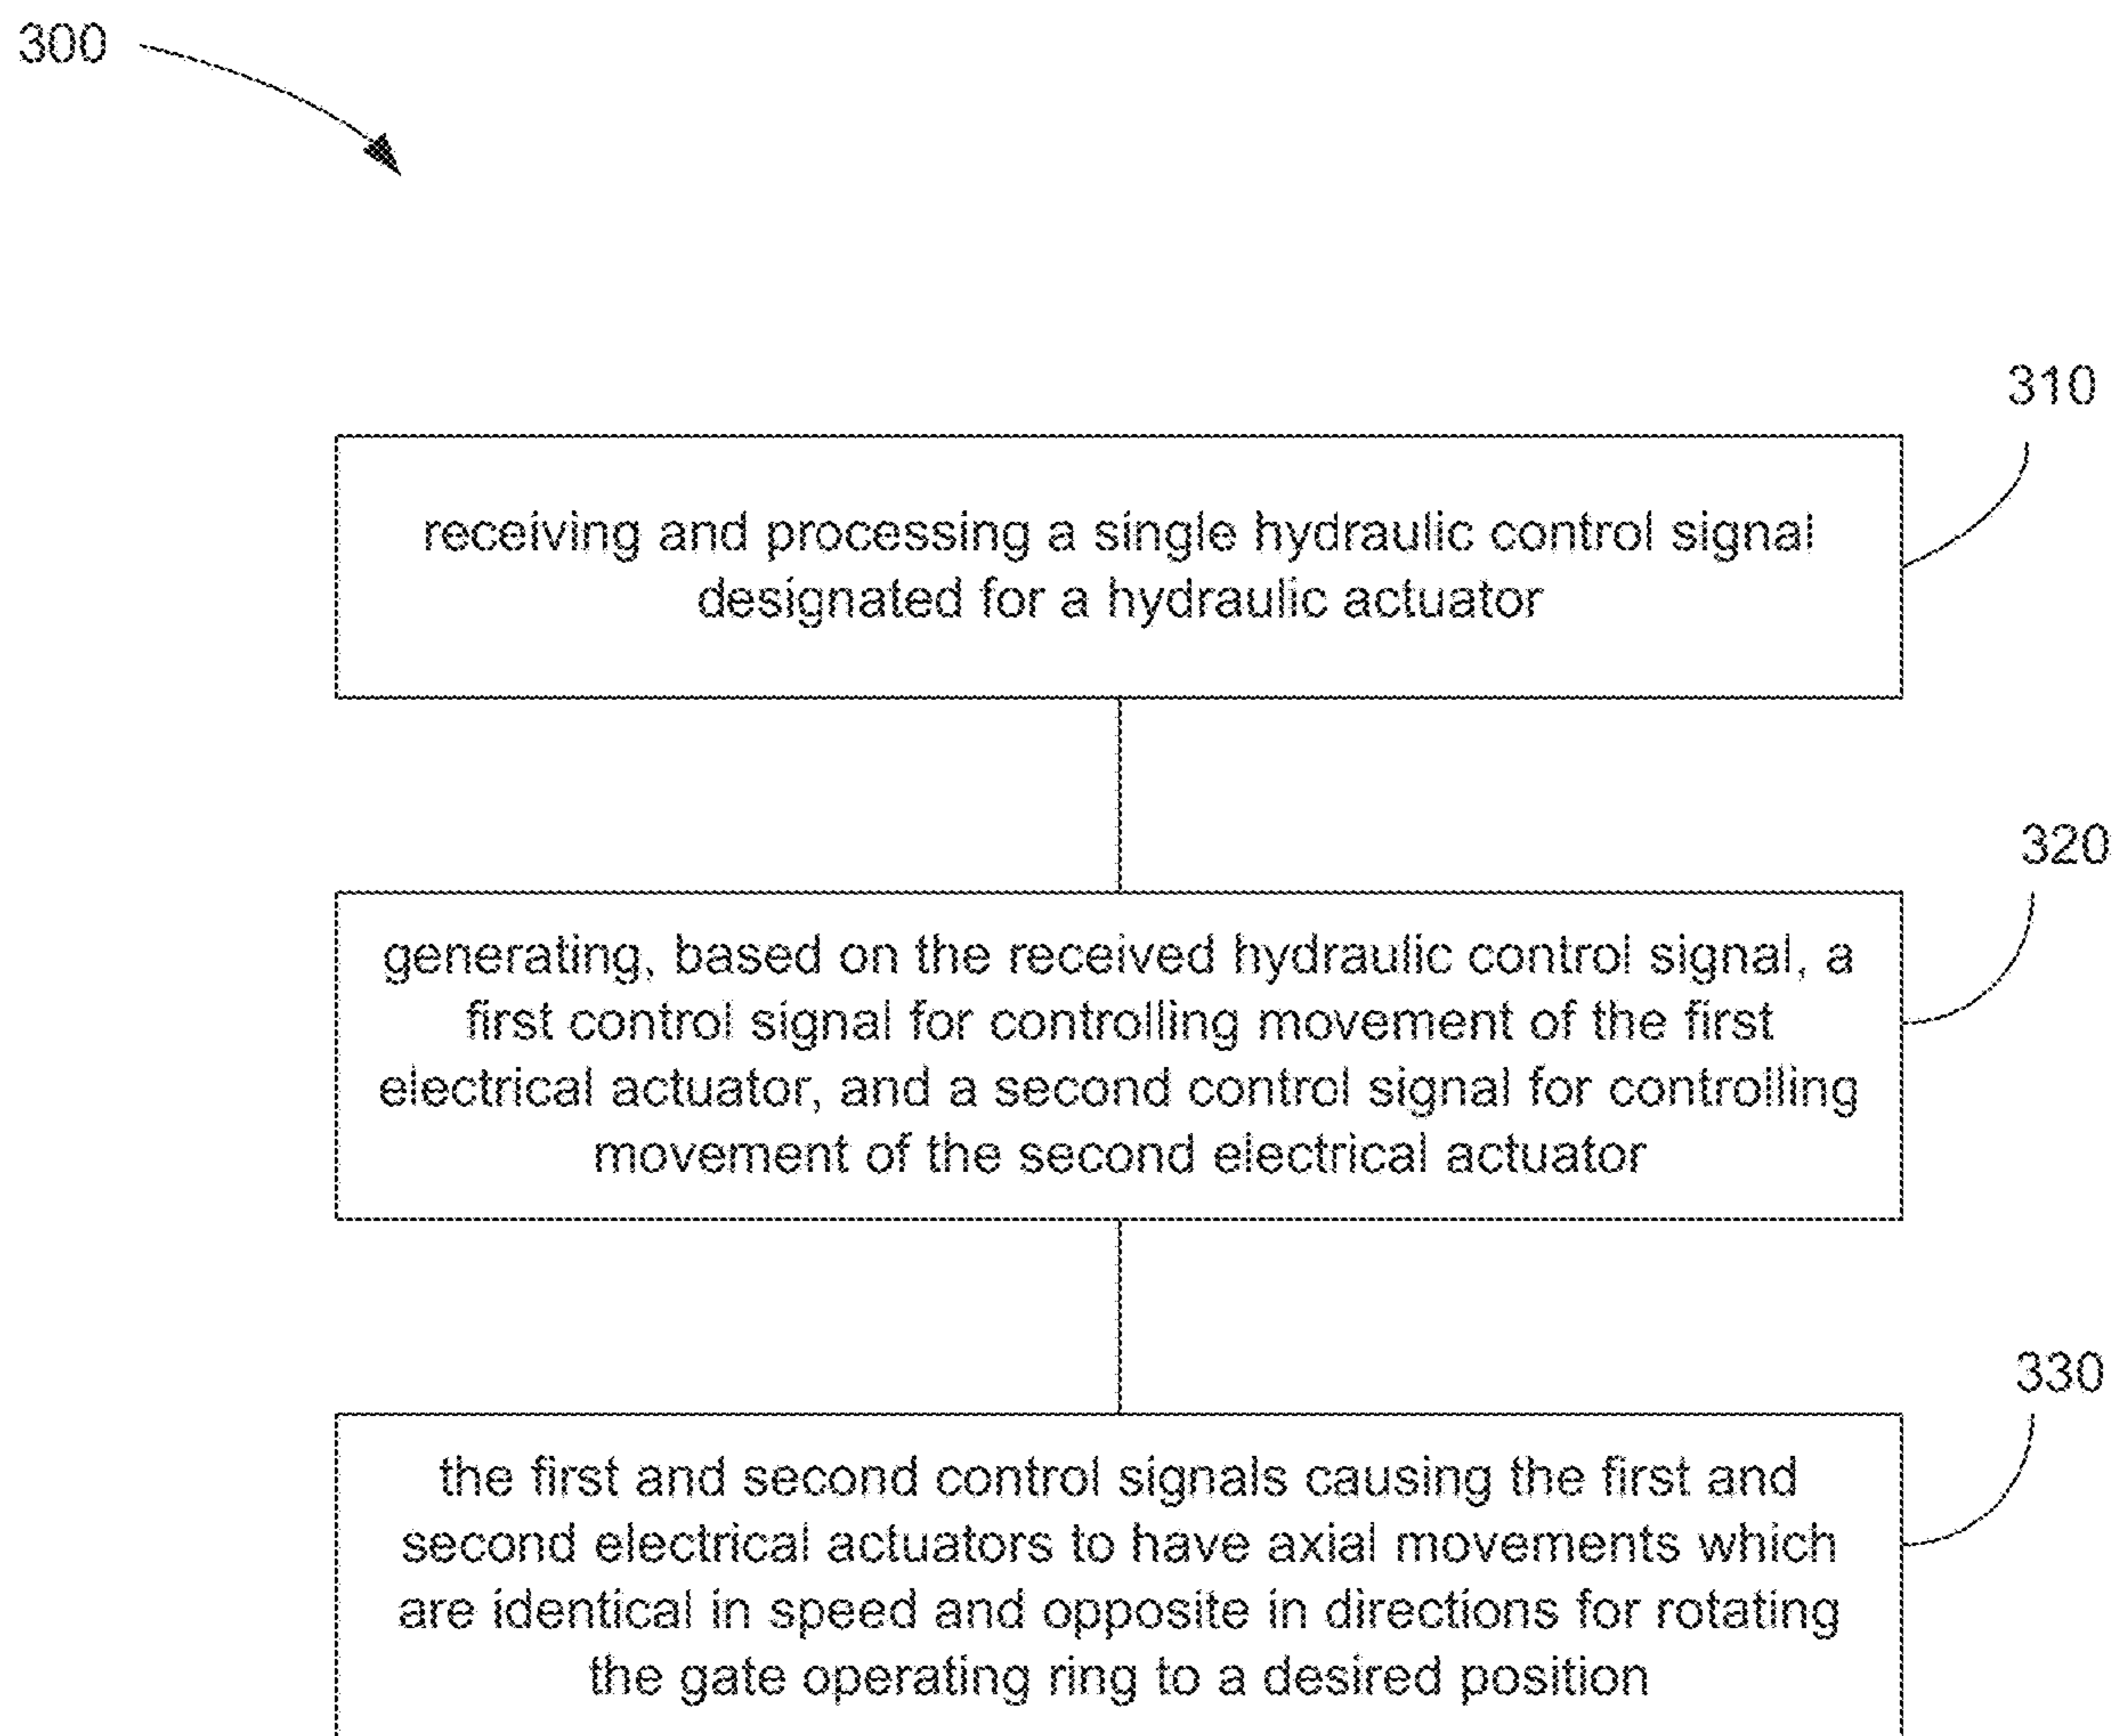 300
310
receiving and processing a single hydraulic control signal
designated for a hydraulic actuator
320
generating, based on the received hydraulic control signal, a
first control signal for controlling movement of the first
electrical actuator, and a second control signal for controlling
movement of the second electrical actuator
330
the first and second control signals causing the first and
second electrical actuators to have axial movements which
are identical in speed and opposite in directions for rotating
the gate operating ring to a desired position